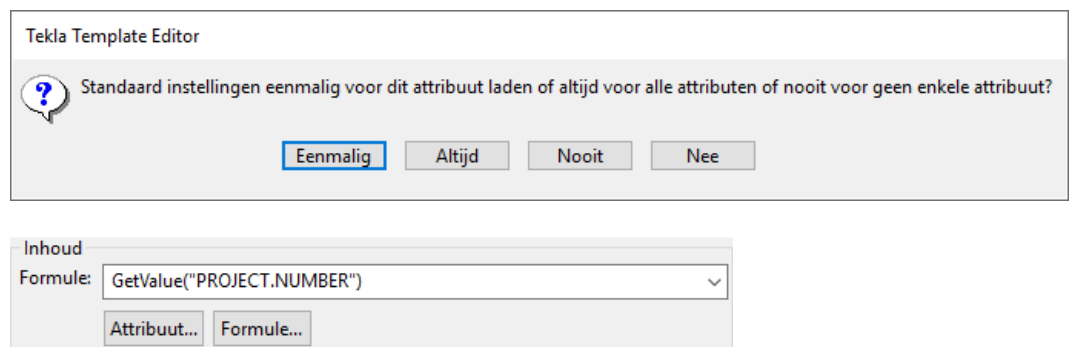 Tekla Template Editor
Standaard instellingen eenmalig voor dit attribuut laden of altijd voor alle attributen of nooit voor geen enkele attribuut?
Eenmalig Altijd Nooit Nee
Inhoud
Formule: GetValue("PROJECT.NUMBER")
Attribuut... Formule...